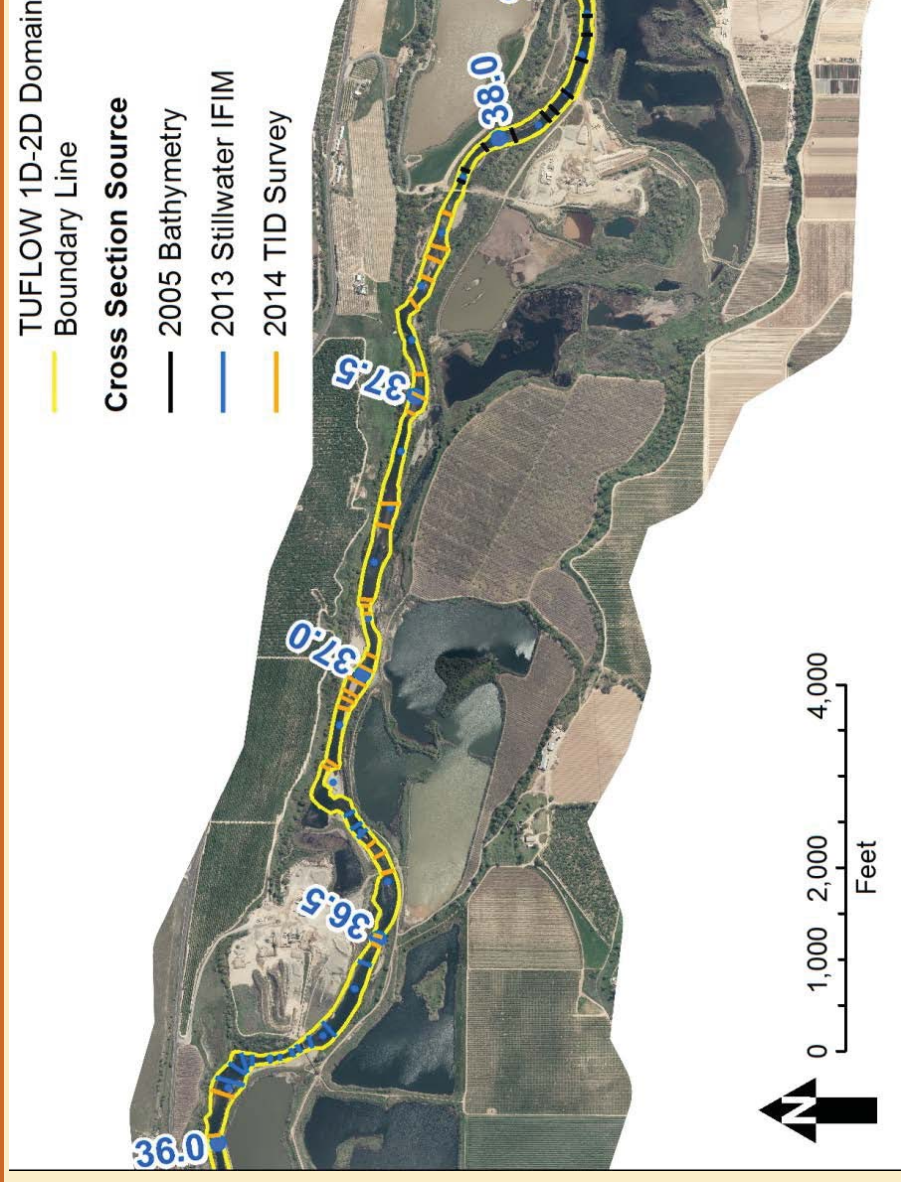 TUFLOW 1D-2D Domain
Boundary Line
Cross Section Source
2005 Bathymetry
2013 Stillwater IFIM
2014 TID Survey
36.0
36.5
37.0
37.5
38.0
0 1,000 2,000 4,000
Feet
N